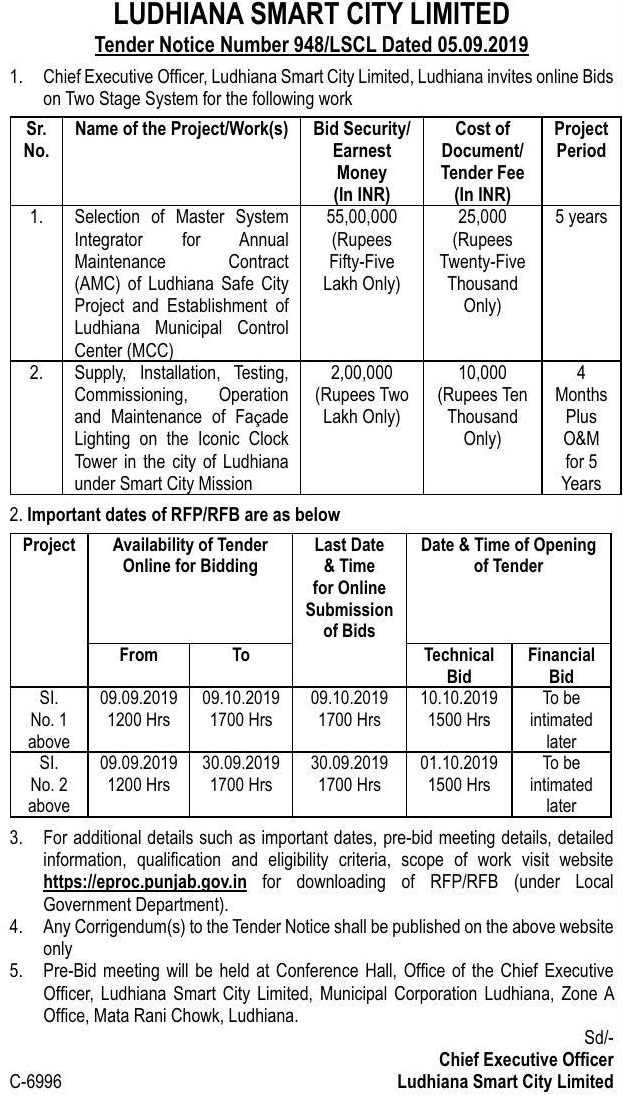 LUDHIANA SMART CITY LIMITED
Tender Notice Number 948/LSCL Dated 05.09.2019
1. Chief Executive Officer, Ludhiana Smart City Limited, Ludhiana invites online Bids
on Two Stage System for the following work
Sr. No. Name of the Project/Work(s) Bid Security/ Earnest Money (In INR) Cost of Document/ Tender Fee (In INR) Project Period
1. Selection of Master System Integrator for Annual Maintenance Contract (AMC) of Ludhiana Safe City Project and Establishment of Ludhiana Municipal Control Center (MCC) 55,00,000 (Rupees Fifty-Five Lakh Only) 25,000 (Rupees Twenty-Five Thousand Only) 5 years
2. Supply, Installation, Testing, Commissioning, Operation and Maintenance of Façade Lighting on the Iconic Clock Tower in the city of Ludhiana under Smart City Mission 2,00,000 (Rupees Two Lakh Only) 10,000 (Rupees Ten Thousand Only) 4 Months Plus O&M for 5 Years
2. Important dates of RFP/RFB are as below
Project Availability of Tender Online for Bidding Last Date & Time for Online Submission of Bids Date & Time of Opening of Tender
From To Technical Bid Financial Bid
Sl. No. 1 above 09.09.2019 1200 Hrs 09.10.2019 1700 Hrs 09.10.2019 1700 Hrs 10.10.2019 1500 Hrs To be intimated later
Sl. No. 2 above 09.09.2019 1200 Hrs 30.09.2019 1700 Hrs 30.09.2019 1700 Hrs 01.10.2019 1500 Hrs To be intimated later
3. For additional details such as important dates, pre-bid meeting details, detailed
information, qualification and eligibility criteria, scope of work visit website
https://eproc.punjab.gov.in for downloading of RFP/RFB (under Local
Government Department).
4. Any Corrigendum(s) to the Tender Notice shall be published on the above website
only
5. Pre-Bid meeting will be held at Conference Hall, Office of the Chief Executive
Officer, Ludhiana Smart City Limited, Municipal Corporation Ludhiana, Zone A
Office, Mata Rani Chowk, Ludhiana.
Sd/-
Chief Executive Officer
C-6996 Ludhiana Smart City Limited